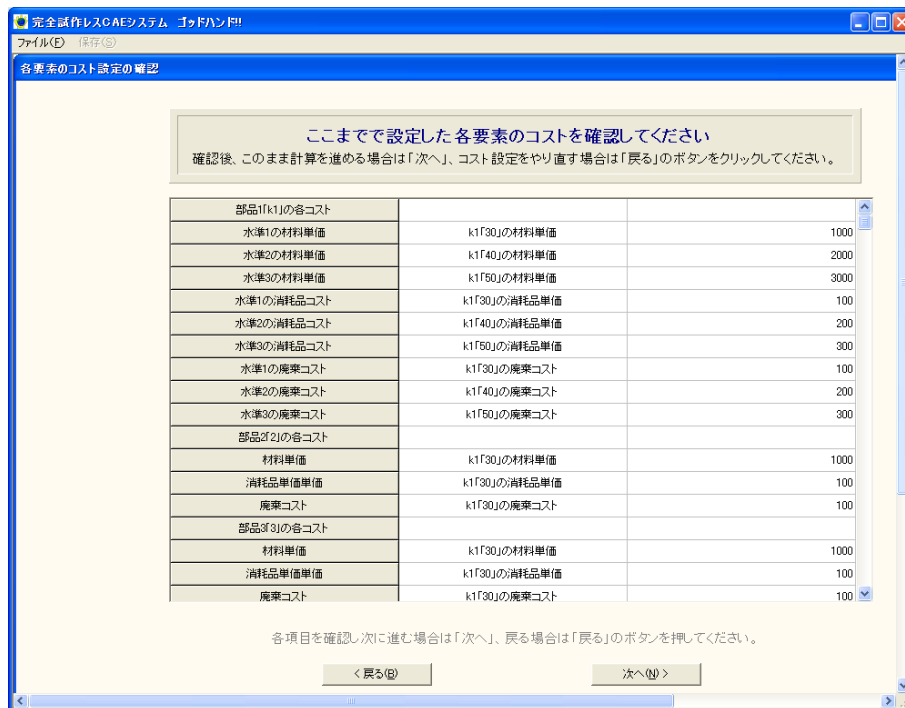 完全試作レスCAEシステム ゴッドハンド!!
ファイル(F) 保存(S)
各要素のコスト設定の確認
ここまでで設定した各要素のコストを確認してください
確認後、このまま計算を進める場合は「次へ」、コスト設定をやり直す場合は「戻る」のボタンをクリックしてください。
部品1「k1」の各コスト
水準1の材料単価 k1「30」の材料単価 1000
水準2の材料単価 k1「40」の材料単価 2000
水準3の材料単価 k1「50」の材料単価 3000
水準1の消耗品コスト k1「30」の消耗品単価 100
水準2の消耗品コスト k1「40」の消耗品単価 200
水準3の消耗品コスト k1「50」の消耗品単価 300
水準1の廃棄コスト k1「30」の廃棄コスト 100
水準2の廃棄コスト k1「40」の廃棄コスト 200
水準3の廃棄コスト k1「50」の廃棄コスト 300
部品2「2」の各コスト
材料単価 k1「30」の材料単価 1000
消耗品単価単価 k1「30」の消耗品単価 100
廃棄コスト k1「30」の廃棄コスト 100
部品3「3」の各コスト
材料単価 k1「30」の材料単価 1000
消耗品単価単価 k1「30」の消耗品単価 100
廃棄コスト k1「30」の廃棄コスト 100
各項目を確認し次に進む場合は「次へ」、戻る場合は「戻る」のボタンを押してください。
< 戻る(B) 次へ(N) >